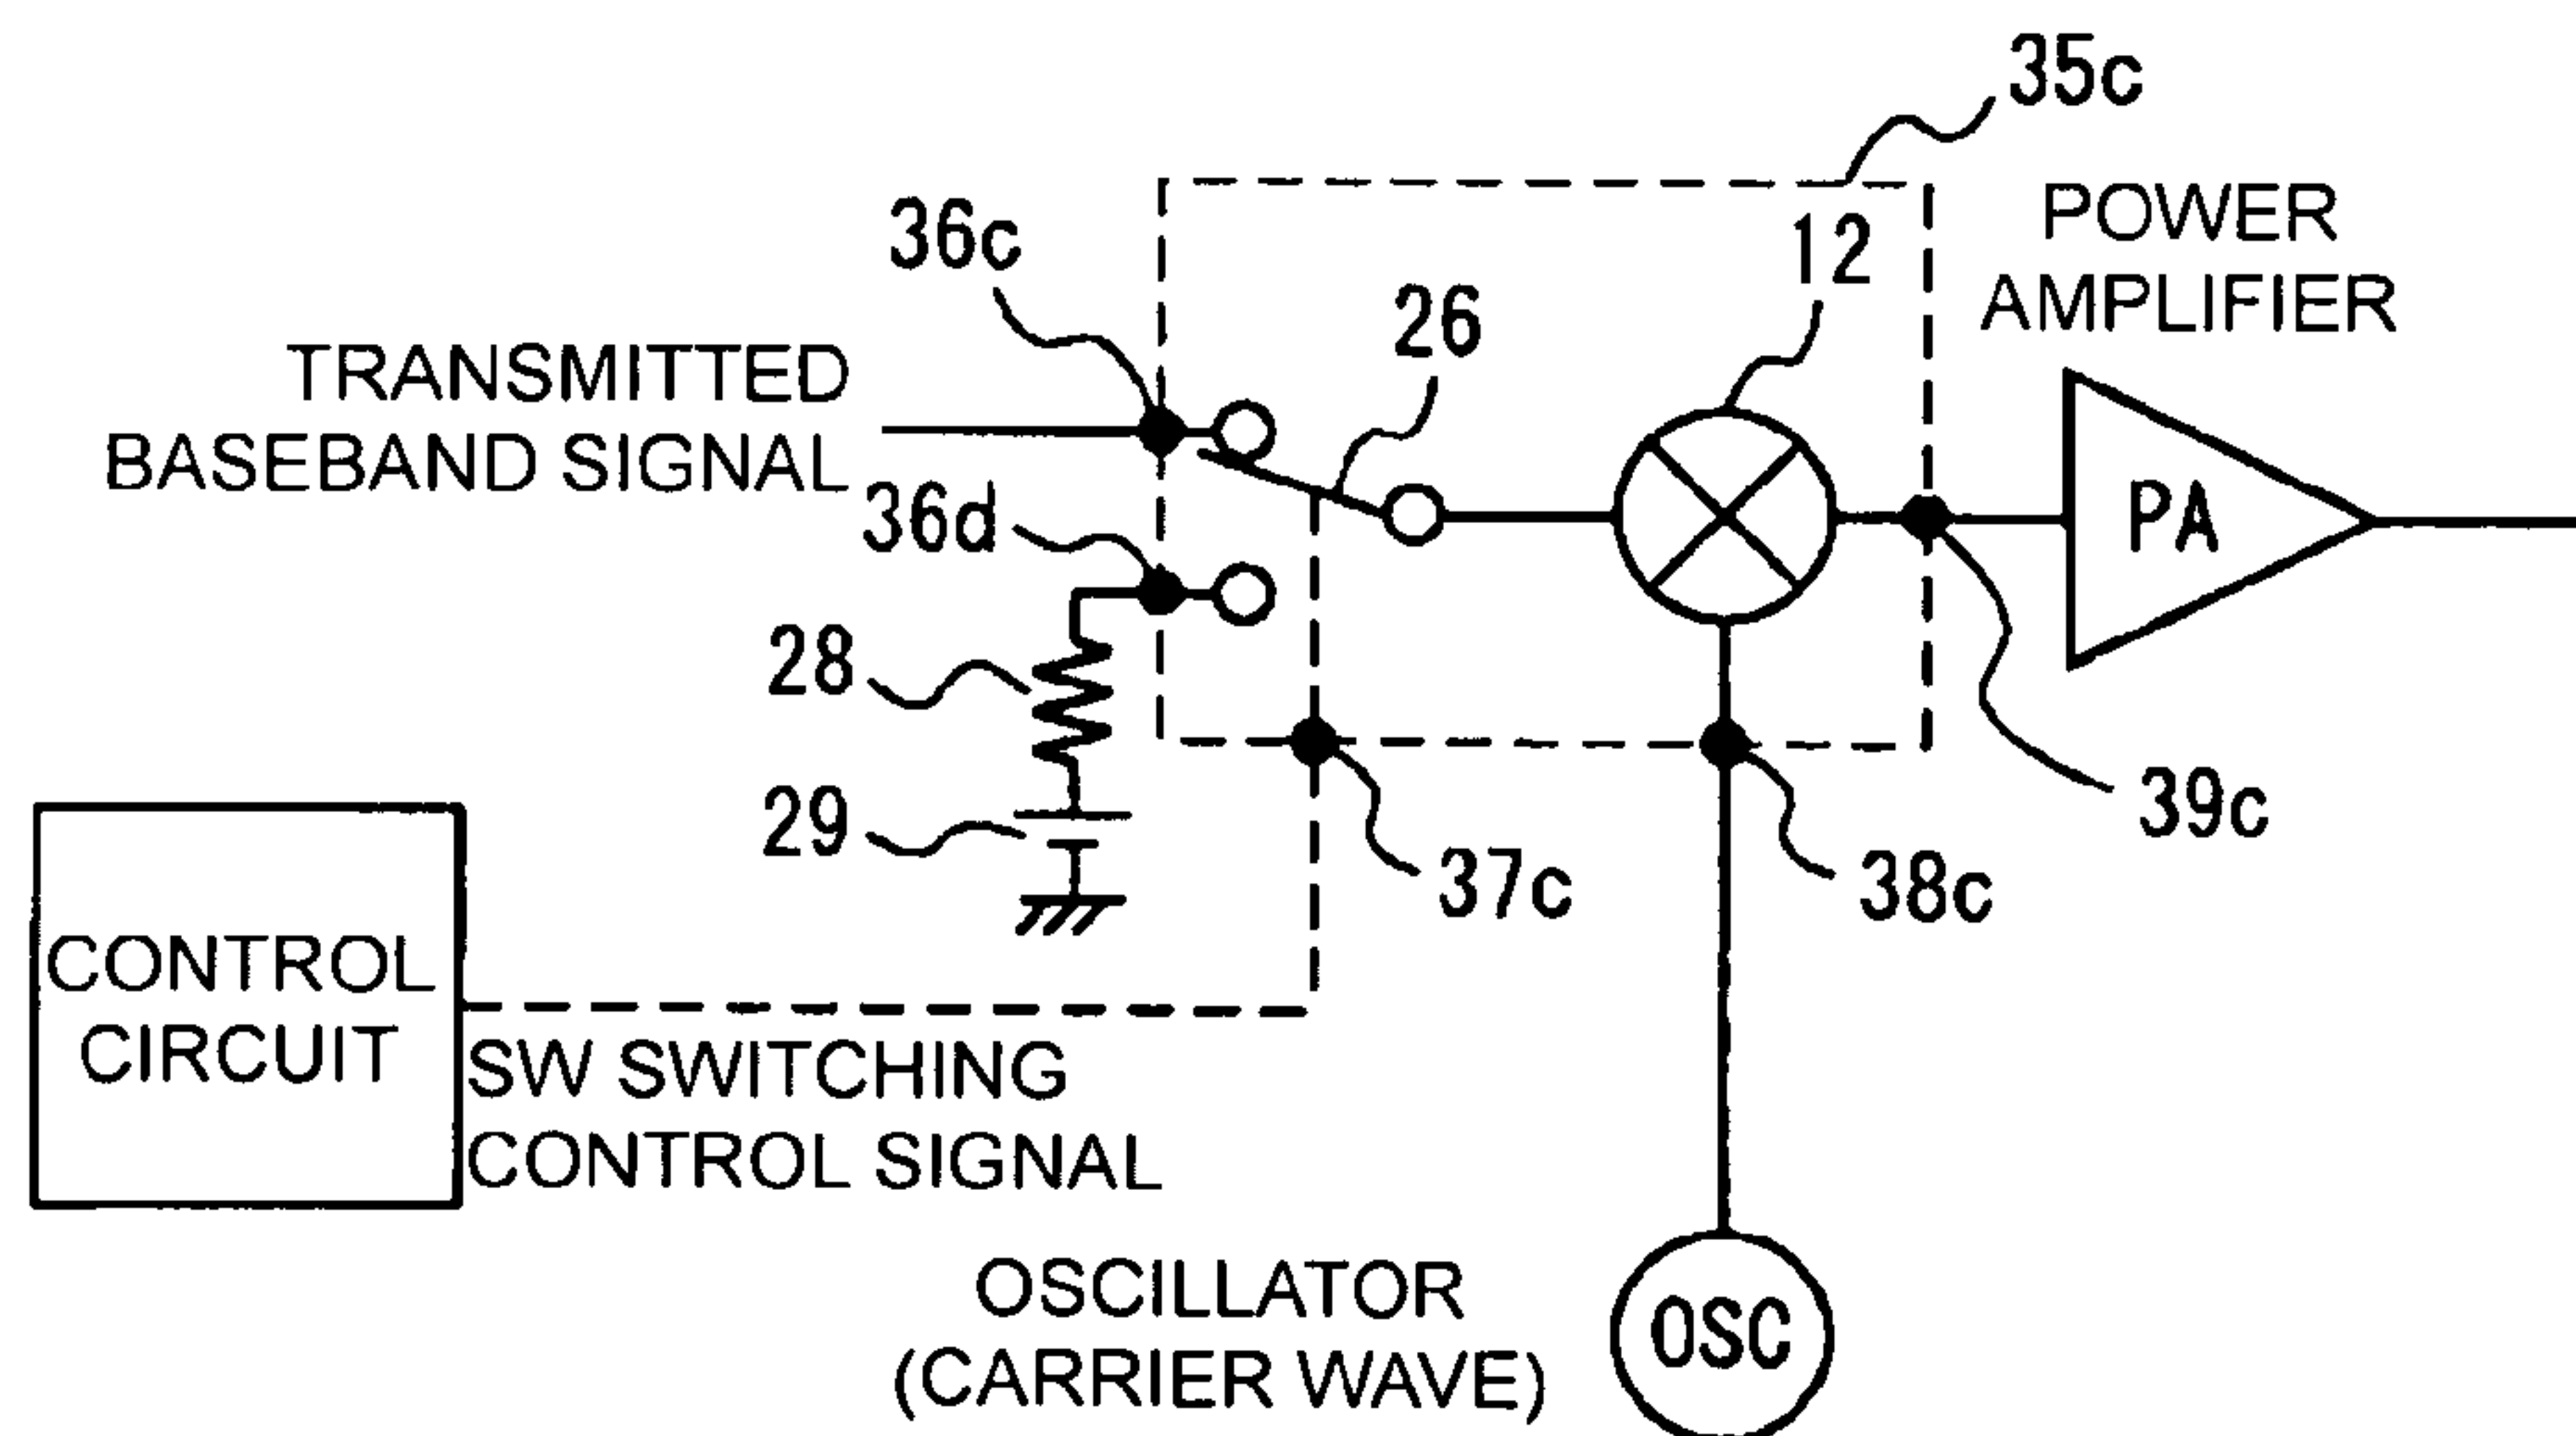 35c
36c
12
POWER
AMPLIFIER
26
TRANSMITTED
BASEBAND SIGNAL
36d
PA
28
29
37c
38c
39c
CONTROL
CIRCUIT
SW SWITCHING
CONTROL SIGNAL
OSCILLATOR
(CARRIER WAVE)
OSC